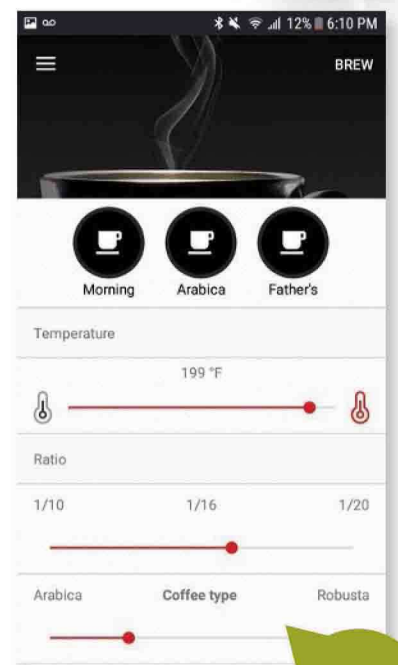 12% 6:10 PM
BREW
Morning Arabica Father's
Temperature
199 °F
Ratio
1/10 1/16 1/20
Arabica Coffee type Robusta